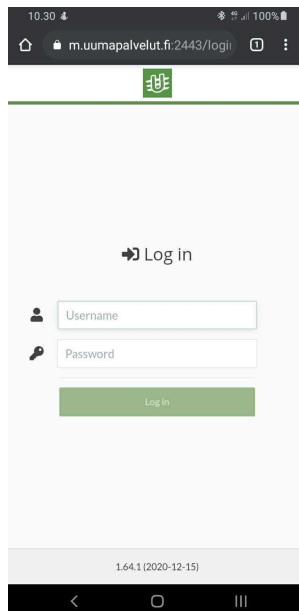 10.30 100%
m.uumapalvelut.fi:2443/login 1
Log in
Username
Password
Log in
1.64.1 (2020-12-15)